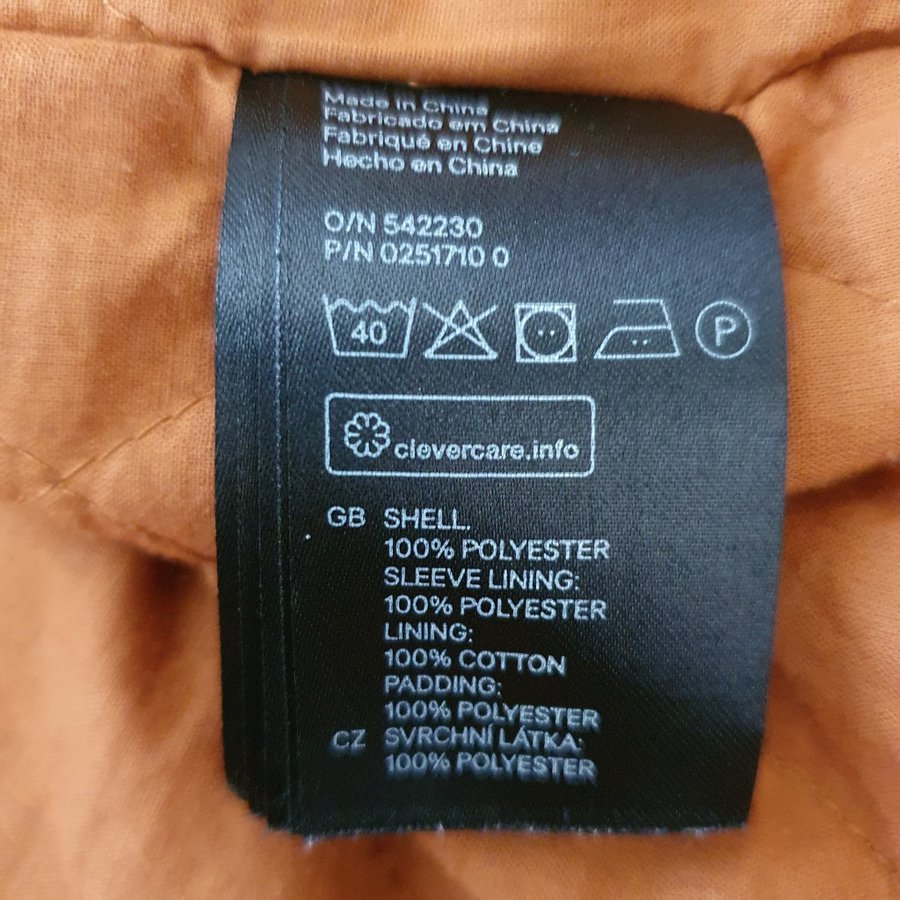 Made in China
Fabricado em China
Fabriqué en Chine
Hecho en China
O/N 542230
P/N 0251710 0
40
P
clevercare.info
GB SHELL.
100% POLYESTER
SLEEVE LINING:
100% POLYESTER
LINING:
100% COTTON
PADDING:
100% POLYESTER
CZ SVRCHNÍ LÁTKA:
100% POLYESTER